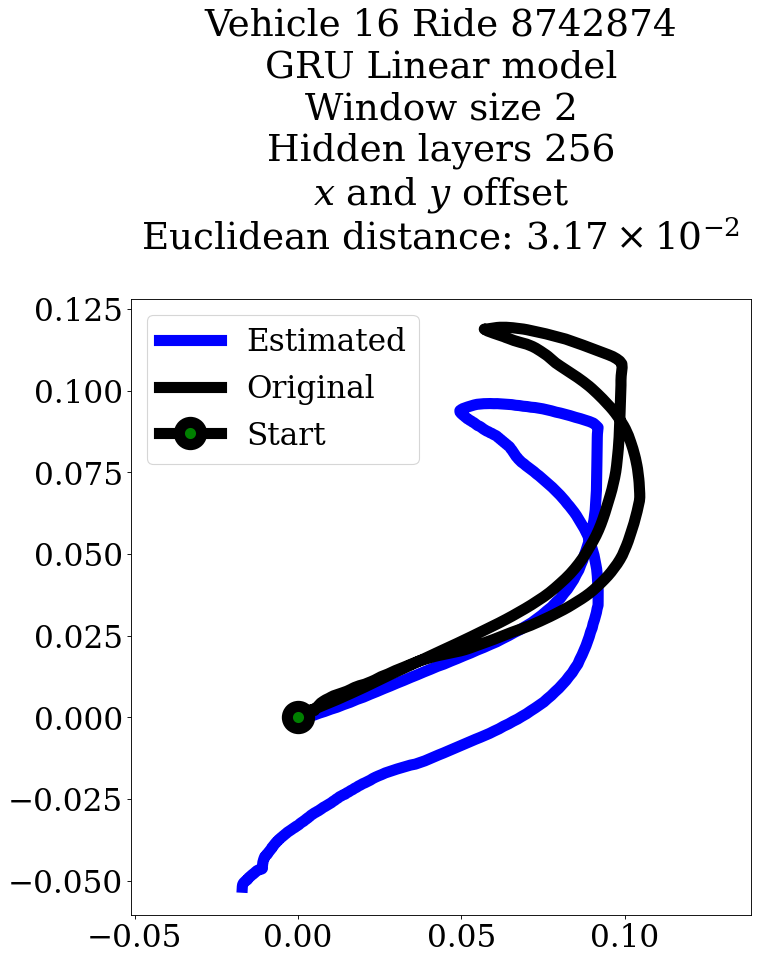 Vehicle 16 Ride 8742874
GRU Linear model
Window size 2
Hidden layers 256
x and y offset
Euclidean distance: 3.17 × 10⁻²
Estimated
Original
Start
0.125
0.100
0.075
0.050
0.025
0.000
−0.025
−0.050
−0.05 0.00 0.05 0.10